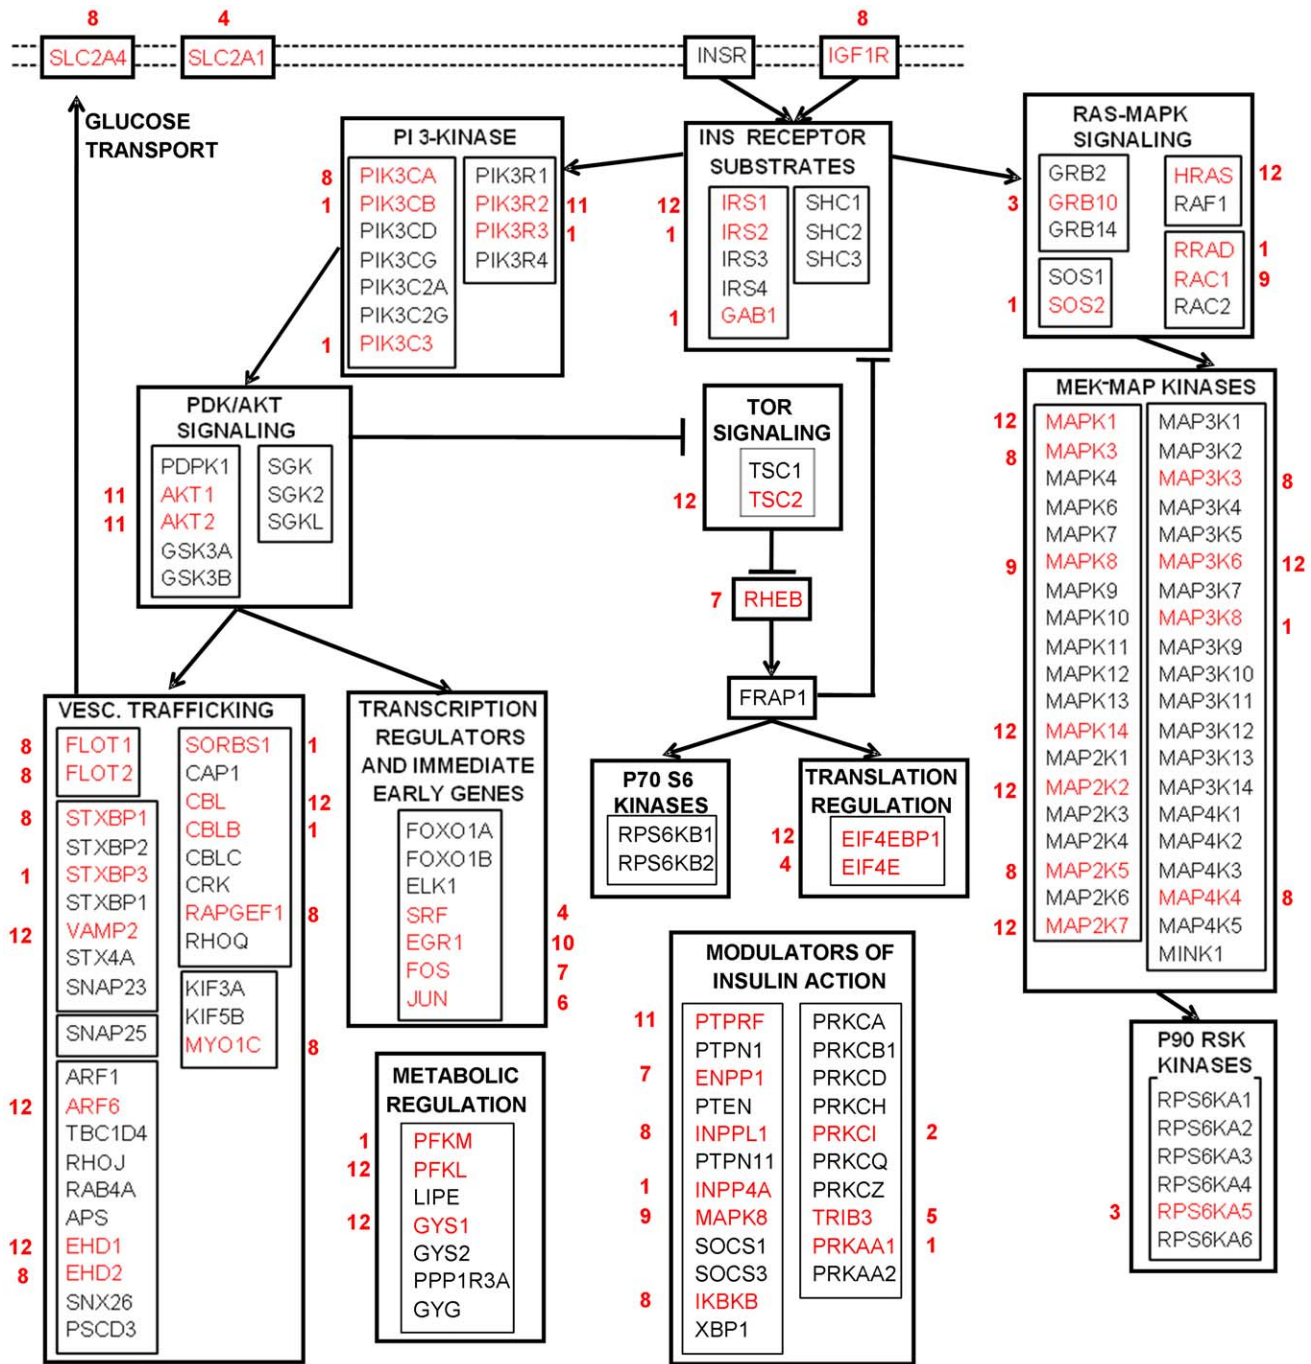 8
4
8
SLC2A4
SLC2A1
INSR
IGF1R
GLUCOSE
TRANSPORT
PI 3-KINASE
8 PIK3CA PIK3R1
1 PIK3CB PIK3R2 11
PIK3CD PIK3R3 1
PIK3CG PIK3R4
PIK3C2A
PIK3C2G
1 PIK3C3
INS RECEPTOR
SUBSTRATES
12 IRS1 SHC1
1 IRS2 SHC2
IRS3 SHC3
IRS4
1 GAB1
RAS-MAPK
SIGNALING
GRB2 HRAS 12
3 GRB10 RAF1
GRB14
RRAD 1
SOS1 RAC1 9
1 SOS2 RAC2
PDK/AKT
SIGNALING
PDPK1 SGK
11 AKT1 SGK2
11 AKT2 SGKL
GSK3A
GSK3B
TOR
SIGNALING
TSC1
12 TSC2
7 RHEB
FRAP1
MEK-MAP KINASES
12 MAPK1 MAP3K1
8 MAPK3 MAP3K2
MAPK4 MAP3K3 8
MAPK6 MAP3K4
MAPK7 MAP3K5
9 MAPK8 MAP3K6 12
MAPK9 MAP3K7
MAPK10 MAP3K8 1
MAPK11 MAP3K9
MAPK12 MAP3K10
MAPK13 MAP3K11
12 MAPK14 MAP3K12
MAP2K1 MAP3K13
12 MAP2K2 MAP3K14
MAP2K3 MAP4K1
MAP2K4 MAP4K2
8 MAP2K5 MAP4K3
MAP2K6 MAP4K4 8
12 MAP2K7 MAP4K5
MINK1
VESC. TRAFFICKING
8 FLOT1 SORBS1 1
8 FLOT2 CAP1
CBL 12
8 STXBP1 CBLB 1
STXBP2 CBLC
1 STXBP3 CRK
STXBP1 RAPGEF1 8
12 VAMP2 RHOQ
STX4A
SNAP23 KIF3A
KIF5B
SNAP25 MYO1C 8
ARF1
12 ARF6
TBC1D4
RHOJ
RAB4A
APS
12 EHD1
8 EHD2
SNX26
PSCD3
TRANSCRIPTION
REGULATORS
AND IMMEDIATE
EARLY GENES
FOXO1A
FOXO1B
ELK1
SRF 4
EGR1 10
FOS 7
JUN 6
P70 S6
KINASES
RPS6KB1
RPS6KB2
TRANSLATION
REGULATION
12 EIF4EBP1
4 EIF4E
METABOLIC
REGULATION
1 PFKM
12 PFKL
LIPE
12 GYS1
GYS2
PPP1R3A
GYG
MODULATORS OF
INSULIN ACTION
11 PTPRF PRKCA
PTPN1 PRKCB1
7 ENPP1 PRKCD
PTEN PRKCH
8 INPPL1 PRKCI 2
PTPN11 PRKCQ
1 INPP4A PRKCZ
9 MAPK8 TRIB3 5
SOCS1 PRKAA1 1
SOCS3 PRKAA2
8 IKBKB
XBP1
P90 RSK
KINASES
RPS6KA1
RPS6KA2
RPS6KA3
RPS6KA4
3 RPS6KA5
RPS6KA6